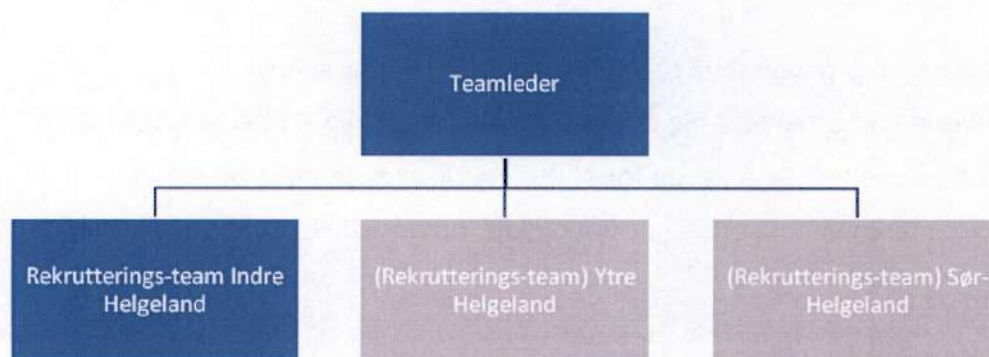 Teamleder
Rekrutterings-team Indre
Helgeland
(Rekrutterings-team) Ytre
Helgeland
(Rekrutterings-team) Sør-
Helgeland